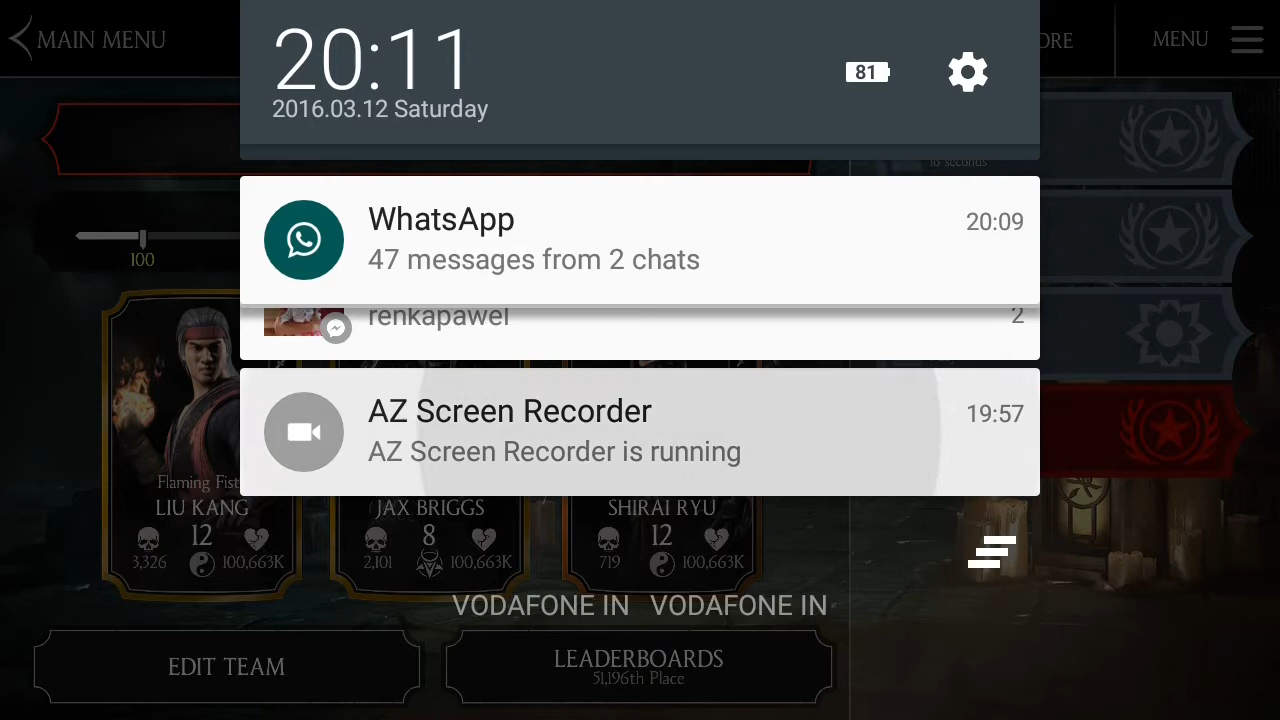 MAIN MENU
20:11
2016.03.12 Saturday
81
ORE
MENU
16 seconds
WhatsApp
20:09
47 messages from 2 chats
renkapawel
2
100
AZ Screen Recorder
19:57
AZ Screen Recorder is running
Flaming Fist
LIU KANG
12
3,326
100,663K
JAX BRIGGS
8
2,101
100,663K
SHIRAI RYU
12
719
100,663K
VODAFONE IN VODAFONE IN
EDIT TEAM
LEADERBOARDS
51,196th Place